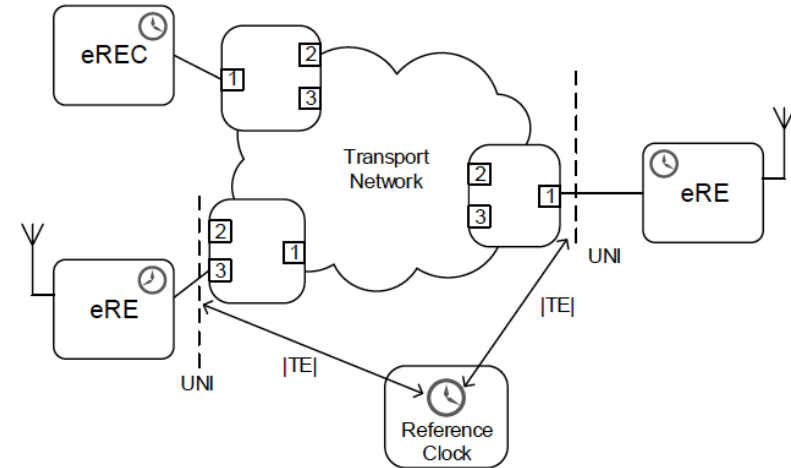 eREC
1
2
3
Transport
Network
2
3
1
eRE
UNI
2
3
1
eRE
UNI
|TE|
|TE|
Reference
Clock